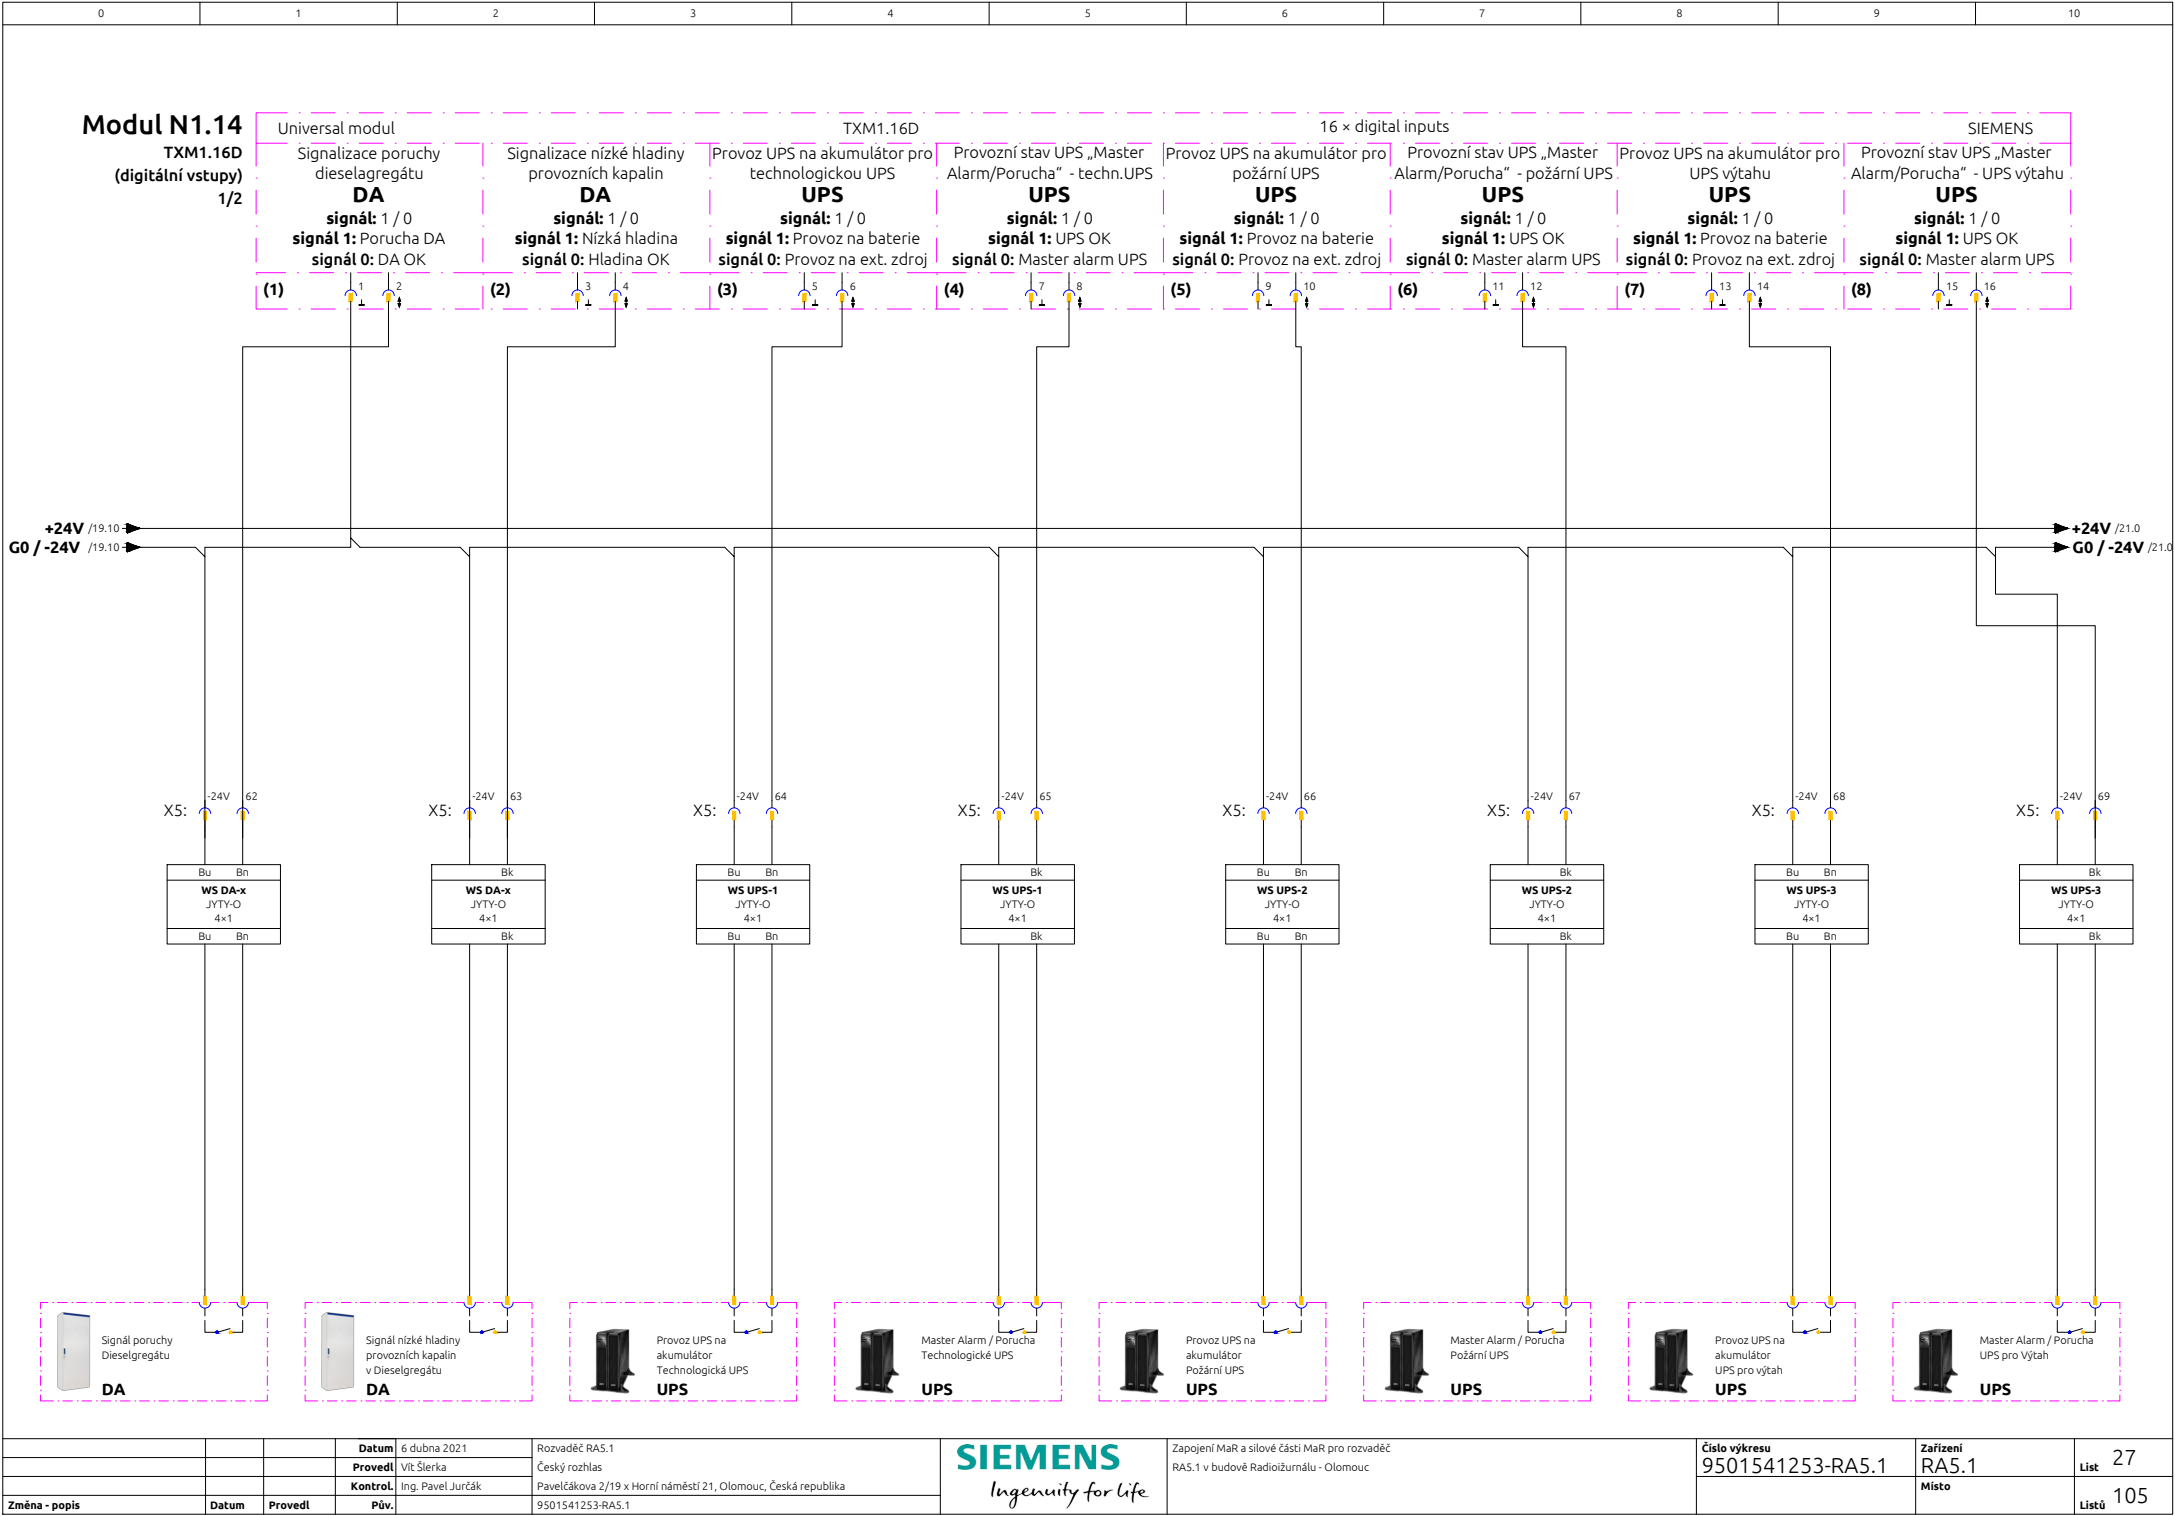 0 1 2 3 4 5 6 7 8 9 10
Modul N1.14
TXM1.16D
(digitální vstupy)
1/2
Universal modul TXM1.16D 16 × digital inputs SIEMENS
Signalizace poruchy
dieselagregátu
DA
signál: 1 / 0
signál 1: Porucha DA
signál 0: DA OK
(1) 1 2
Signalizace nízké hladiny
provozních kapalin
DA
signál: 1 / 0
signál 1: Nízká hladina
signál 0: Hladina OK
(2) 3 4
Provoz UPS na akumulátor pro
technologickou UPS
UPS
signál: 1 / 0
signál 1: Provoz na baterie
signál 0: Provoz na ext. zdroj
(3) 5 6
Provozní stav UPS „Master
Alarm/Porucha“ - techn.UPS
UPS
signál: 1 / 0
signál 1: UPS OK
signál 0: Master alarm UPS
(4) 7 8
Provoz UPS na akumulátor pro
požární UPS
UPS
signál: 1 / 0
signál 1: Provoz na baterie
signál 0: Provoz na ext. zdroj
(5) 9 10
Provozní stav UPS „Master
Alarm/Porucha“ - požární UPS
UPS
signál: 1 / 0
signál 1: UPS OK
signál 0: Master alarm UPS
(6) 11 12
Provoz UPS na akumulátor pro
UPS výtahu
UPS
signál: 1 / 0
signál 1: Provoz na baterie
signál 0: Provoz na ext. zdroj
(7) 13 14
Provozní stav UPS „Master
Alarm/Porucha“ - UPS výtahu
UPS
signál: 1 / 0
signál 1: UPS OK
signál 0: Master alarm UPS
(8) 15 16
+24V /19.10 +24V /21.0
G0 / -24V /19.10 G0 / -24V /21.0
X5: -24V 62 X5: -24V 63 X5: -24V 64 X5: -24V 65 X5: -24V 66 X5: -24V 67 X5: -24V 68 X5: -24V 69
Bu Bn Bk Bu Bn Bk Bu Bn Bk Bu Bn Bk
WS DA-x WS DA-x WS UPS-1 WS UPS-1 WS UPS-2 WS UPS-2 WS UPS-3 WS UPS-3
JYTY-O JYTY-O JYTY-O JYTY-O JYTY-O JYTY-O JYTY-O JYTY-O
4×1 4×1 4×1 4×1 4×1 4×1 4×1 4×1
Bu Bn Bk Bu Bn Bk Bu Bn Bk Bu Bn Bk
Signál poruchy
Dieselgregátu
DA
Signál nízké hladiny
provozních kapalin
v Dieselgregátu
DA
Provoz UPS na
akumulátor
Technologická UPS
UPS
Master Alarm / Porucha
Technologické UPS
UPS
Provoz UPS na
akumulátor
Požární UPS
UPS
Master Alarm / Porucha
Požární UPS
UPS
Provoz UPS na
akumulátor
UPS pro výtah
UPS
Master Alarm / Porucha
UPS pro Výtah
UPS
Datum 6 dubna 2021 Rozvaděč RA5.1
Provedl Vít Šlerka Český rozhlas
Kontrol. Ing. Pavel Jurčák Pavelčákova 2/19 x Horní náměstí 21, Olomouc, Česká republika
Změna - popis Datum Provedl Pův. 9501541253-RA5.1
SIEMENS
Ingenuity for life
Zapojení MaR a silové části MaR pro rozvaděč
RA5.1 v budově Radioižurnálu - Olomouc
Číslo výkresu
9501541253-RA5.1
Zařízení
RA5.1
Místo
List 27
Listů 105